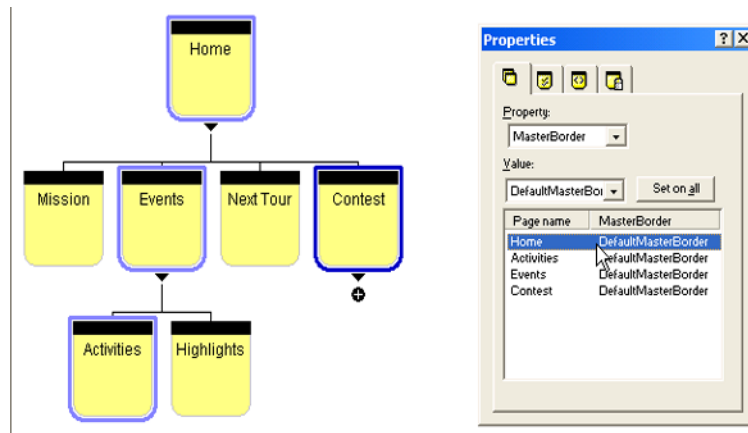 Home
Mission Events Next Tour Contest
Activities Highlights
Properties
Property:
MasterBorder
Value:
DefaultMasterBor
Set on all
Page name MasterBorder
Home DefaultMasterBorder
Activities DefaultMasterBorder
Events DefaultMasterBorder
Contest DefaultMasterBorder